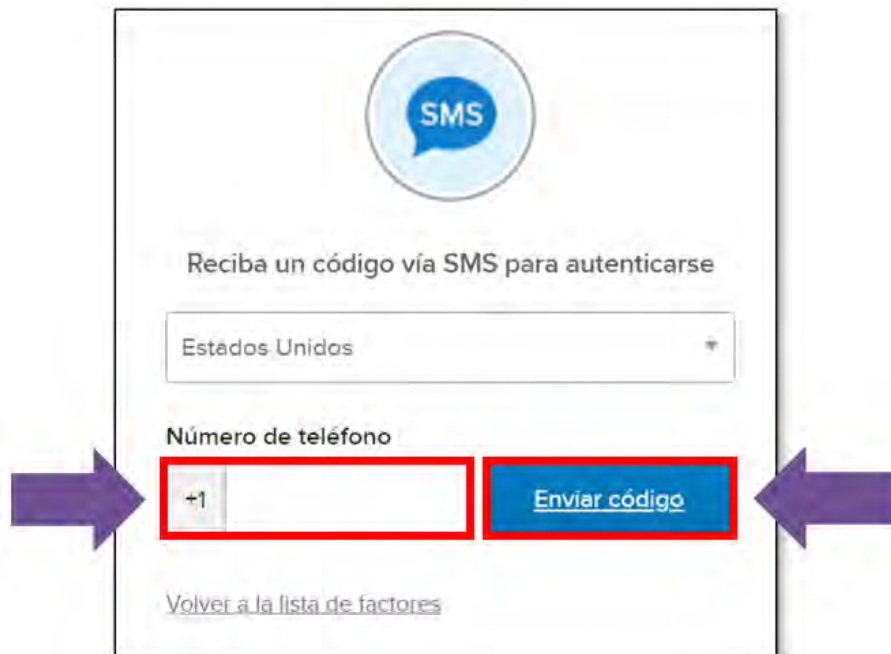 SMS
Reciba un código vía SMS para autenticarse
Estados Unidos
Número de teléfono
+1
Enviar código
Volver a la lista de factores